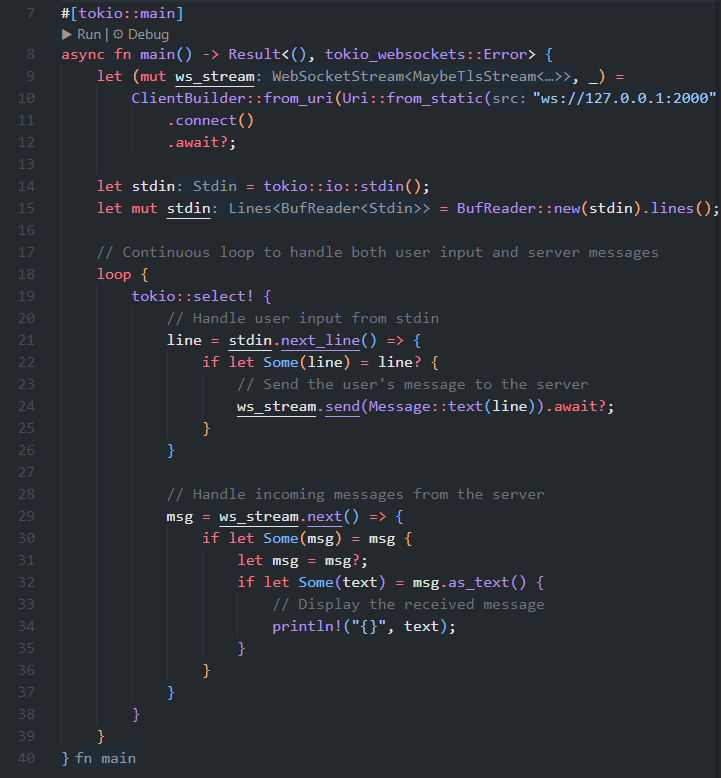 7 #[tokio::main]
▶ Run | ⚙ Debug
8 async fn main() -> Result<(), tokio_websockets::Error> {
9     let (mut ws_stream: WebSocketStream<MaybeTlsStream<…>>, _) =
10         ClientBuilder::from_uri(Uri::from_static(src: "ws://127.0.0.1:2000"
11             .connect()
12             .await?;
13
14     let stdin: Stdin = tokio::io::stdin();
15     let mut stdin: Lines<BufReader<Stdin>> = BufReader::new(stdin).lines();
16
17     // Continuous loop to handle both user input and server messages
18     loop {
19         tokio::select! {
20             // Handle user input from stdin
21             line = stdin.next_line() => {
22                 if let Some(line) = line? {
23                     // Send the user's message to the server
24                     ws_stream.send(Message::text(line)).await?;
25                 }
26             }
27
28             // Handle incoming messages from the server
29             msg = ws_stream.next() => {
30                 if let Some(msg) = msg {
31                     let msg = msg?;
32                     if let Some(text) = msg.as_text() {
33                         // Display the received message
34                         println!("{}", text);
35                     }
36                 }
37             }
38         }
39     }
40 } fn main